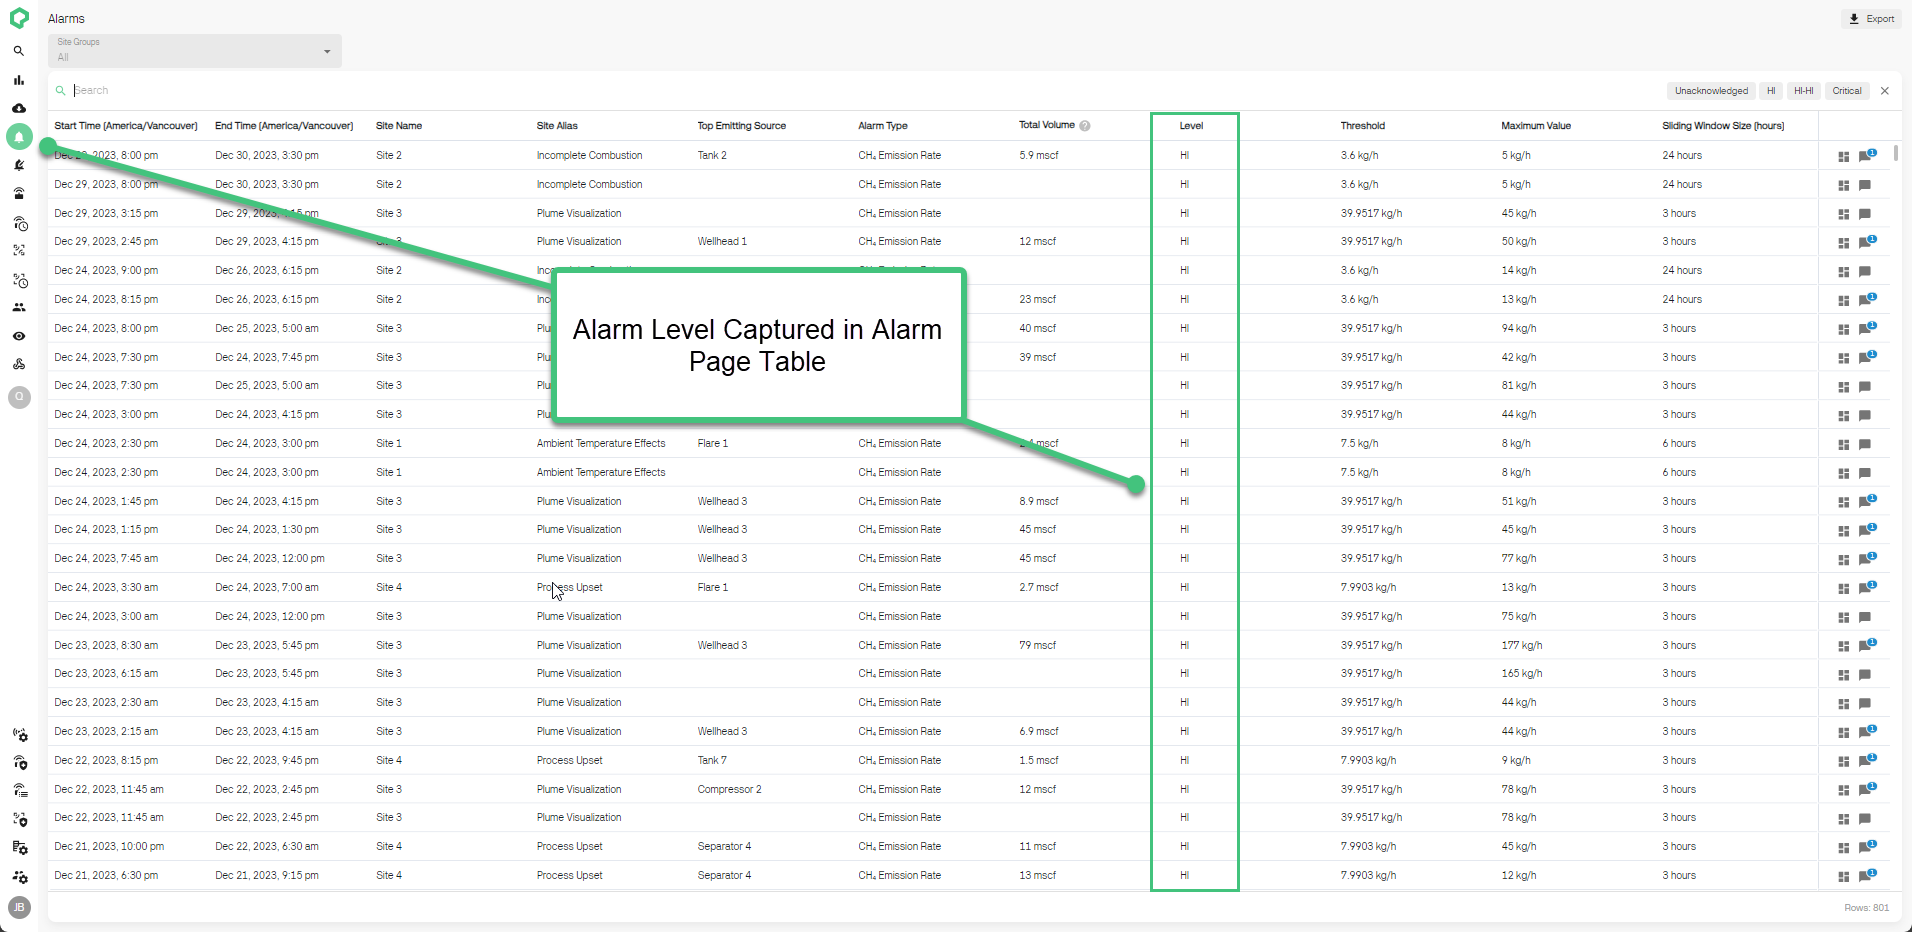 Alarms
Export
Site Groups
All
Search
Unacknowledged HI HI-HI Critical
Start Time (America/Vancouver) End Time (America/Vancouver) Site Name Site Alias Top Emitting Source Alarm Type Total Volume ? Level Threshold Maximum Value Sliding Window Size (hours)
2023, 8:00 pm Dec 30, 2023, 3:30 pm Site 2 Incomplete Combustion Tank 2 CH₄ Emission Rate 5.9 mscf HI 3.6 kg/h 5 kg/h 24 hours 1
Dec 29, 2023, 8:00 pm Dec 30, 2023, 3:30 pm Site 2 Incomplete Combustion CH₄ Emission Rate HI 3.6 kg/h 5 kg/h 24 hours
Dec 29, 2023, 3:15 pm Dec 29, pm Site 3 Plume Visualization CH₄ Emission Rate HI 39.9517 kg/h 45 kg/h 3 hours
Dec 29, 2023, 2:45 pm Dec 29, 2023, 4:15 pm Site 3 Plume Visualization Wellhead 1 CH₄ Emission Rate 12 mscf HI 39.9517 kg/h 50 kg/h 3 hours 1
Dec 24, 2023, 9:00 pm Dec 26, 2023, 6:15 pm Site 2 HI 3.6 kg/h 14 kg/h 24 hours
Dec 24, 2023, 8:15 pm Dec 26, 2023, 6:15 pm Site 2 23 mscf HI 3.6 kg/h 13 kg/h 24 hours 1
Dec 24, 2023, 8:00 pm Dec 25, 2023, 5:00 am Site 3 40 mscf HI 39.9517 kg/h 94 kg/h 3 hours 1
Dec 24, 2023, 7:30 pm Dec 24, 2023, 7:45 pm Site 3 39 mscf HI 39.9517 kg/h 42 kg/h 3 hours 1
Dec 24, 2023, 7:30 pm Dec 25, 2023, 5:00 am Site 3 HI 39.9517 kg/h 81 kg/h 3 hours
Dec 24, 2023, 3:00 pm Dec 24, 2023, 4:15 pm Site 3 HI 39.9517 kg/h 44 kg/h 3 hours
Alarm Level Captured in Alarm
Page Table
Dec 24, 2023, 2:30 pm Dec 24, 2023, 3:00 pm Site 1 Ambient Temperature Effects Flare 1 CH₄ Emission Rate mscf HI 7.5 kg/h 8 kg/h 6 hours
Dec 24, 2023, 2:30 pm Dec 24, 2023, 3:00 pm Site 1 Ambient Temperature Effects CH₄ Emission Rate HI 7.5 kg/h 8 kg/h 6 hours
Dec 24, 2023, 1:45 pm Dec 24, 2023, 4:15 pm Site 3 Plume Visualization Wellhead 3 CH₄ Emission Rate 8.9 mscf HI 39.9517 kg/h 51 kg/h 3 hours 1
Dec 24, 2023, 1:15 pm Dec 24, 2023, 1:30 pm Site 3 Plume Visualization Wellhead 3 CH₄ Emission Rate 45 mscf HI 39.9517 kg/h 45 kg/h 3 hours 1
Dec 24, 2023, 7:45 am Dec 24, 2023, 12:00 pm Site 3 Plume Visualization Wellhead 3 CH₄ Emission Rate 45 mscf HI 39.9517 kg/h 77 kg/h 3 hours 1
Dec 24, 2023, 3:30 am Dec 24, 2023, 7:00 am Site 4 Process Upset Flare 1 CH₄ Emission Rate 2.7 mscf HI 7.9903 kg/h 13 kg/h 3 hours 1
Dec 24, 2023, 3:00 am Dec 24, 2023, 12:00 pm Site 3 Plume Visualization CH₄ Emission Rate HI 39.9517 kg/h 75 kg/h 3 hours
Dec 23, 2023, 8:30 am Dec 23, 2023, 5:45 pm Site 3 Plume Visualization Wellhead 3 CH₄ Emission Rate 79 mscf HI 39.9517 kg/h 177 kg/h 3 hours 1
Dec 23, 2023, 6:15 am Dec 23, 2023, 5:45 pm Site 3 Plume Visualization CH₄ Emission Rate HI 39.9517 kg/h 165 kg/h 3 hours
Dec 23, 2023, 2:30 am Dec 23, 2023, 4:15 am Site 3 Plume Visualization CH₄ Emission Rate HI 39.9517 kg/h 44 kg/h 3 hours
Dec 23, 2023, 2:15 am Dec 23, 2023, 4:15 am Site 3 Plume Visualization Wellhead 3 CH₄ Emission Rate 6.9 mscf HI 39.9517 kg/h 44 kg/h 3 hours 1
Dec 22, 2023, 8:15 pm Dec 22, 2023, 9:45 pm Site 4 Process Upset Tank 7 CH₄ Emission Rate 1.5 mscf HI 7.9903 kg/h 9 kg/h 3 hours 1
Dec 22, 2023, 11:45 am Dec 22, 2023, 2:45 pm Site 3 Plume Visualization Compressor 2 CH₄ Emission Rate 12 mscf HI 39.9517 kg/h 78 kg/h 3 hours 1
Dec 22, 2023, 11:45 am Dec 22, 2023, 2:45 pm Site 3 Plume Visualization CH₄ Emission Rate HI 39.9517 kg/h 78 kg/h 3 hours
Dec 21, 2023, 10:00 pm Dec 22, 2023, 6:30 am Site 4 Process Upset Separator 4 CH₄ Emission Rate 11 mscf HI 7.9903 kg/h 45 kg/h 3 hours 1
Dec 21, 2023, 6:30 pm Dec 21, 2023, 9:15 pm Site 4 Process Upset Separator 4 CH₄ Emission Rate 13 mscf HI 7.9903 kg/h 12 kg/h 3 hours 1
Q
JB
Rows: 801